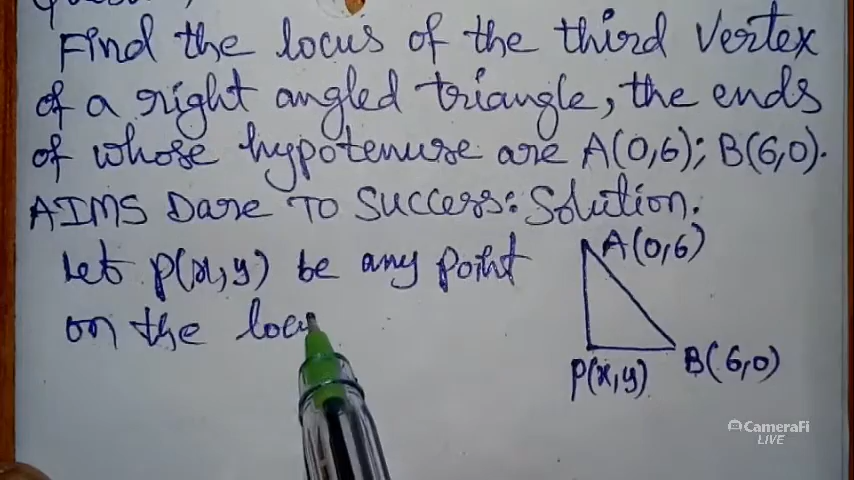 Find the locus of the third vertex
of a right angled triangle, the ends
of whose hypotenuse are A(0,6); B(6,0).
AIMS Dare To Success: Solution.
Let P(x,y) be any point
on the locu
A(0,6)
P(x,y)
B(6,0)
CameraFi
LIVE